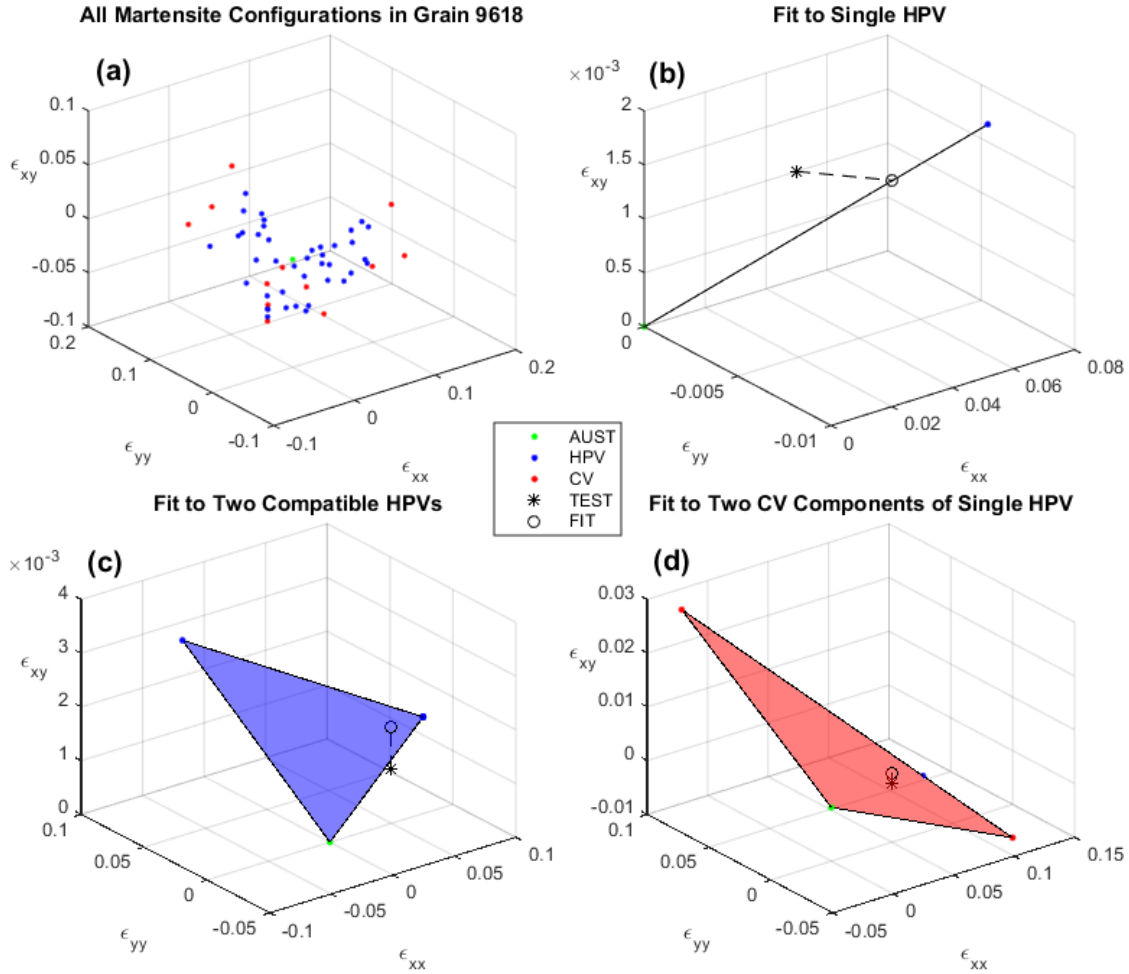 All Martensite Configurations in Grain 9618
(a)
0.1
0.05
0
-0.05
-0.1
ϵxy
0.2
0.1
0
-0.1
ϵyy
-0.1
0
0.1
0.2
ϵxx
Fit to Single HPV
(b)
× 10-3
2
1.5
1
0.5
0
ϵxy
0
-0.005
-0.01
ϵyy
0
0.02
0.04
0.06
0.08
ϵxx
AUST
HPV
CV
TEST
FIT
Fit to Two Compatible HPVs
(c)
× 10-3
4
3
2
1
0
ϵxy
0.1
0.05
0
-0.05
ϵyy
-0.1
-0.05
0
0.05
0.1
ϵxx
Fit to Two CV Components of Single HPV
(d)
0.03
0.02
0.01
0
-0.01
ϵxy
0.1
0.05
0
-0.05
ϵyy
-0.05
0
0.05
0.1
0.15
ϵxx